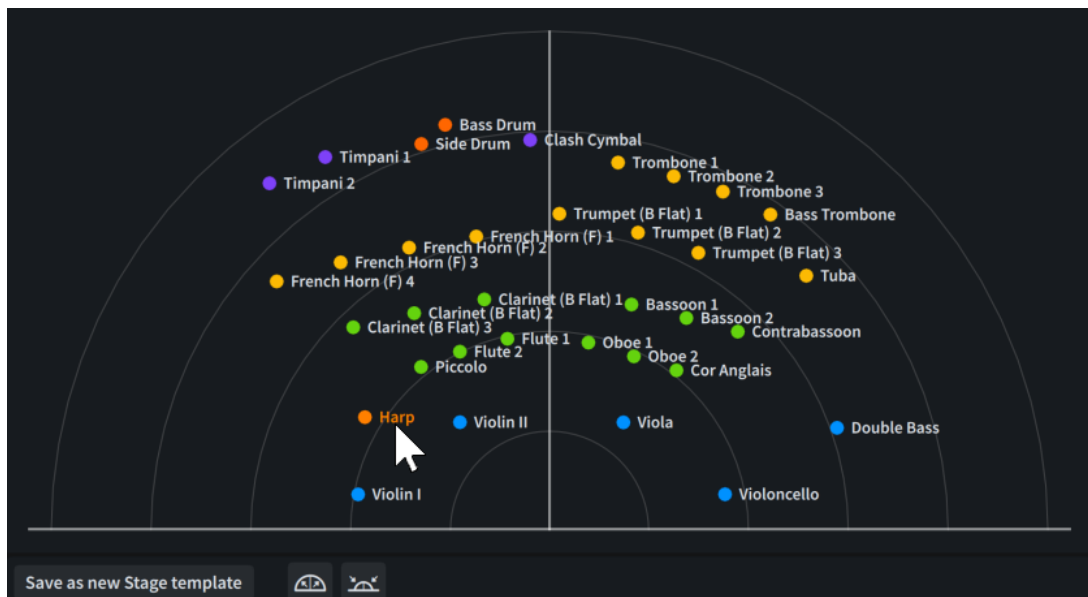 Bass Drum
Side Drum
Clash Cymbal
Timpani 1
Trombone 1
Timpani 2
Trombone 2
Trombone 3
Trumpet (B Flat) 1
Bass Trombone
French Horn (F) 1
Trumpet (B Flat) 2
French Horn (F) 2
Trumpet (B Flat) 3
French Horn (F) 3
Tuba
French Horn (F) 4
Clarinet (B Flat) 1
Bassoon 1
Clarinet (B Flat) 2
Bassoon 2
Clarinet (B Flat) 3
Contrabassoon
Flute 1
Oboe 1
Flute 2
Oboe 2
Piccolo
Cor Anglais
Harp
Violin II
Viola
Double Bass
Violin I
Violoncello
Save as new Stage template